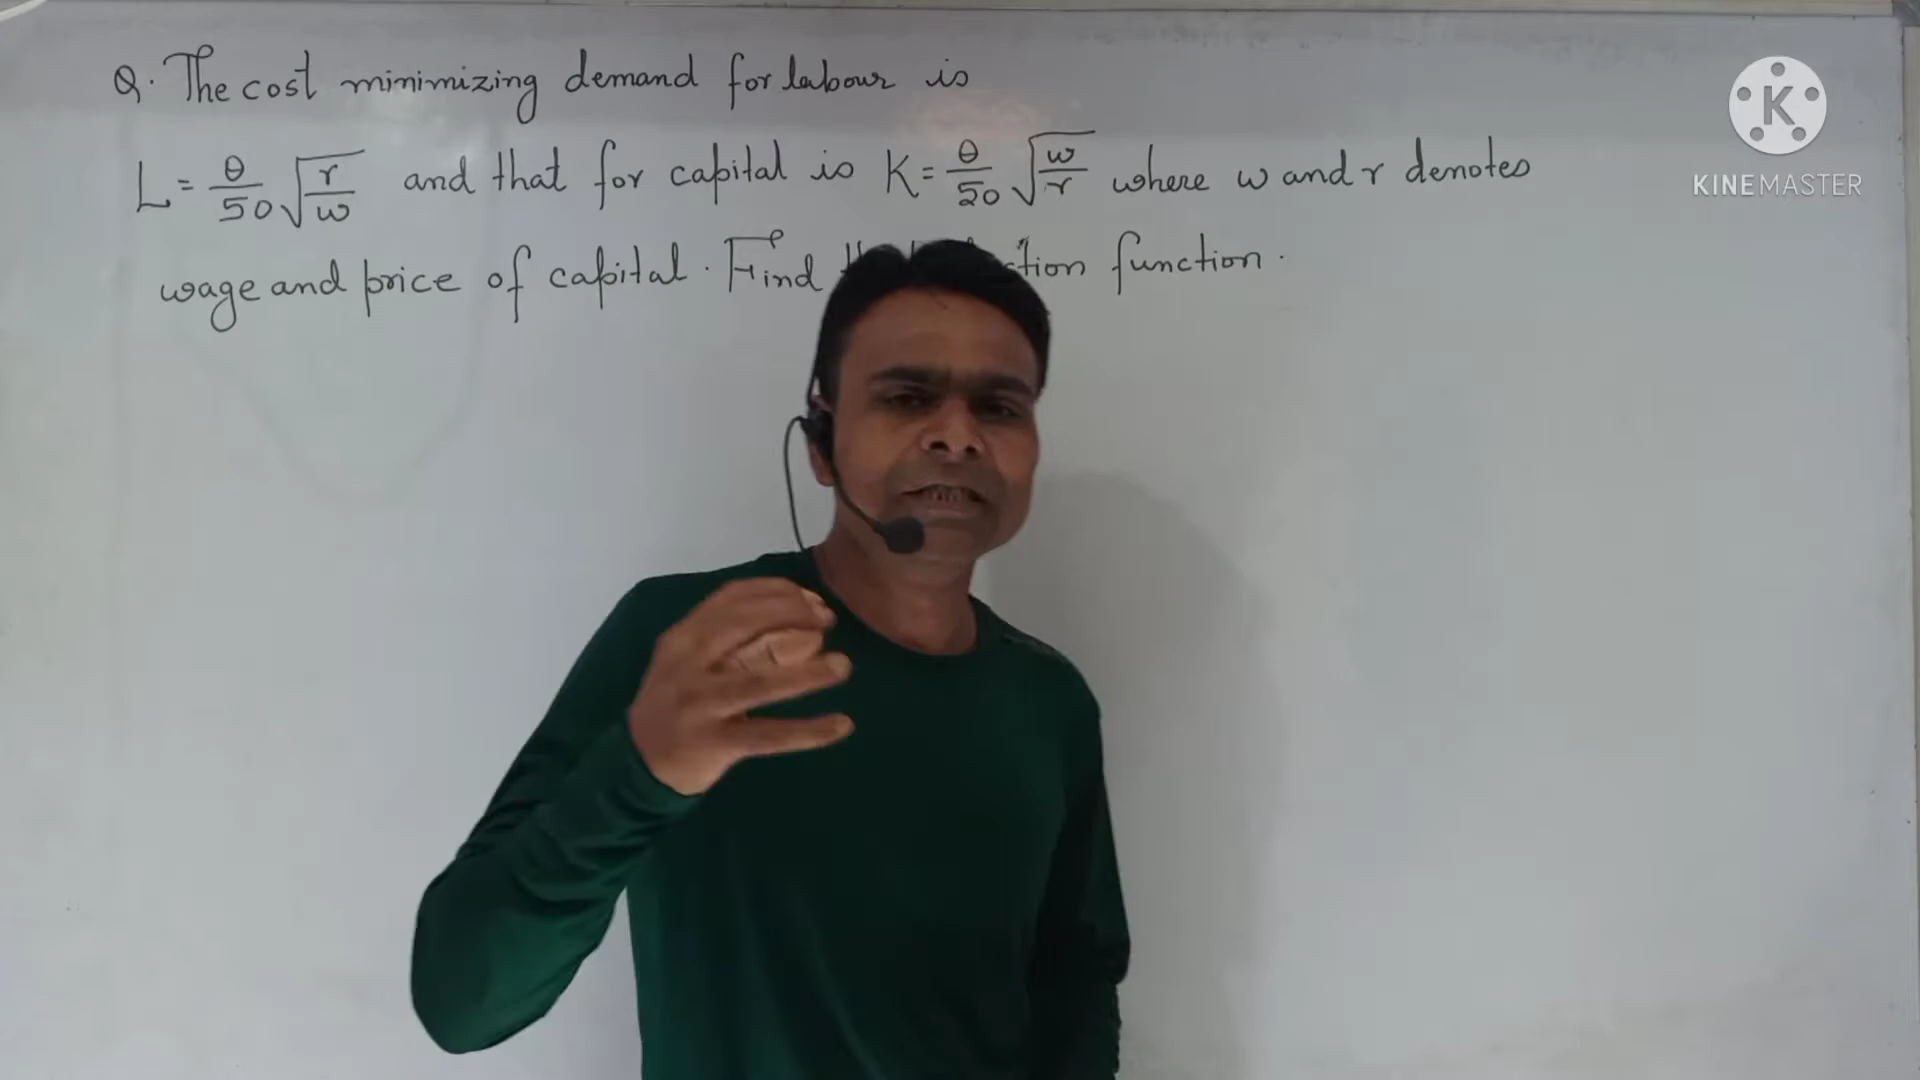 Q. The cost minimizing demand for labour is
L = θ/50 √(r/w) and that for capital is K = θ/50 √(w/r) where w and r denotes
wage and price of capital. Find function.
K
KINEMASTER